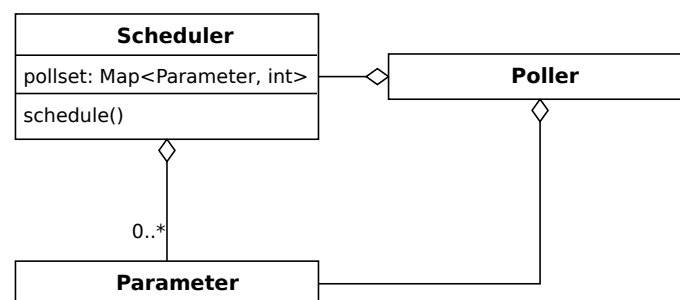 Scheduler
pollset: Map<Parameter, int>
schedule()
Poller
0..*
Parameter